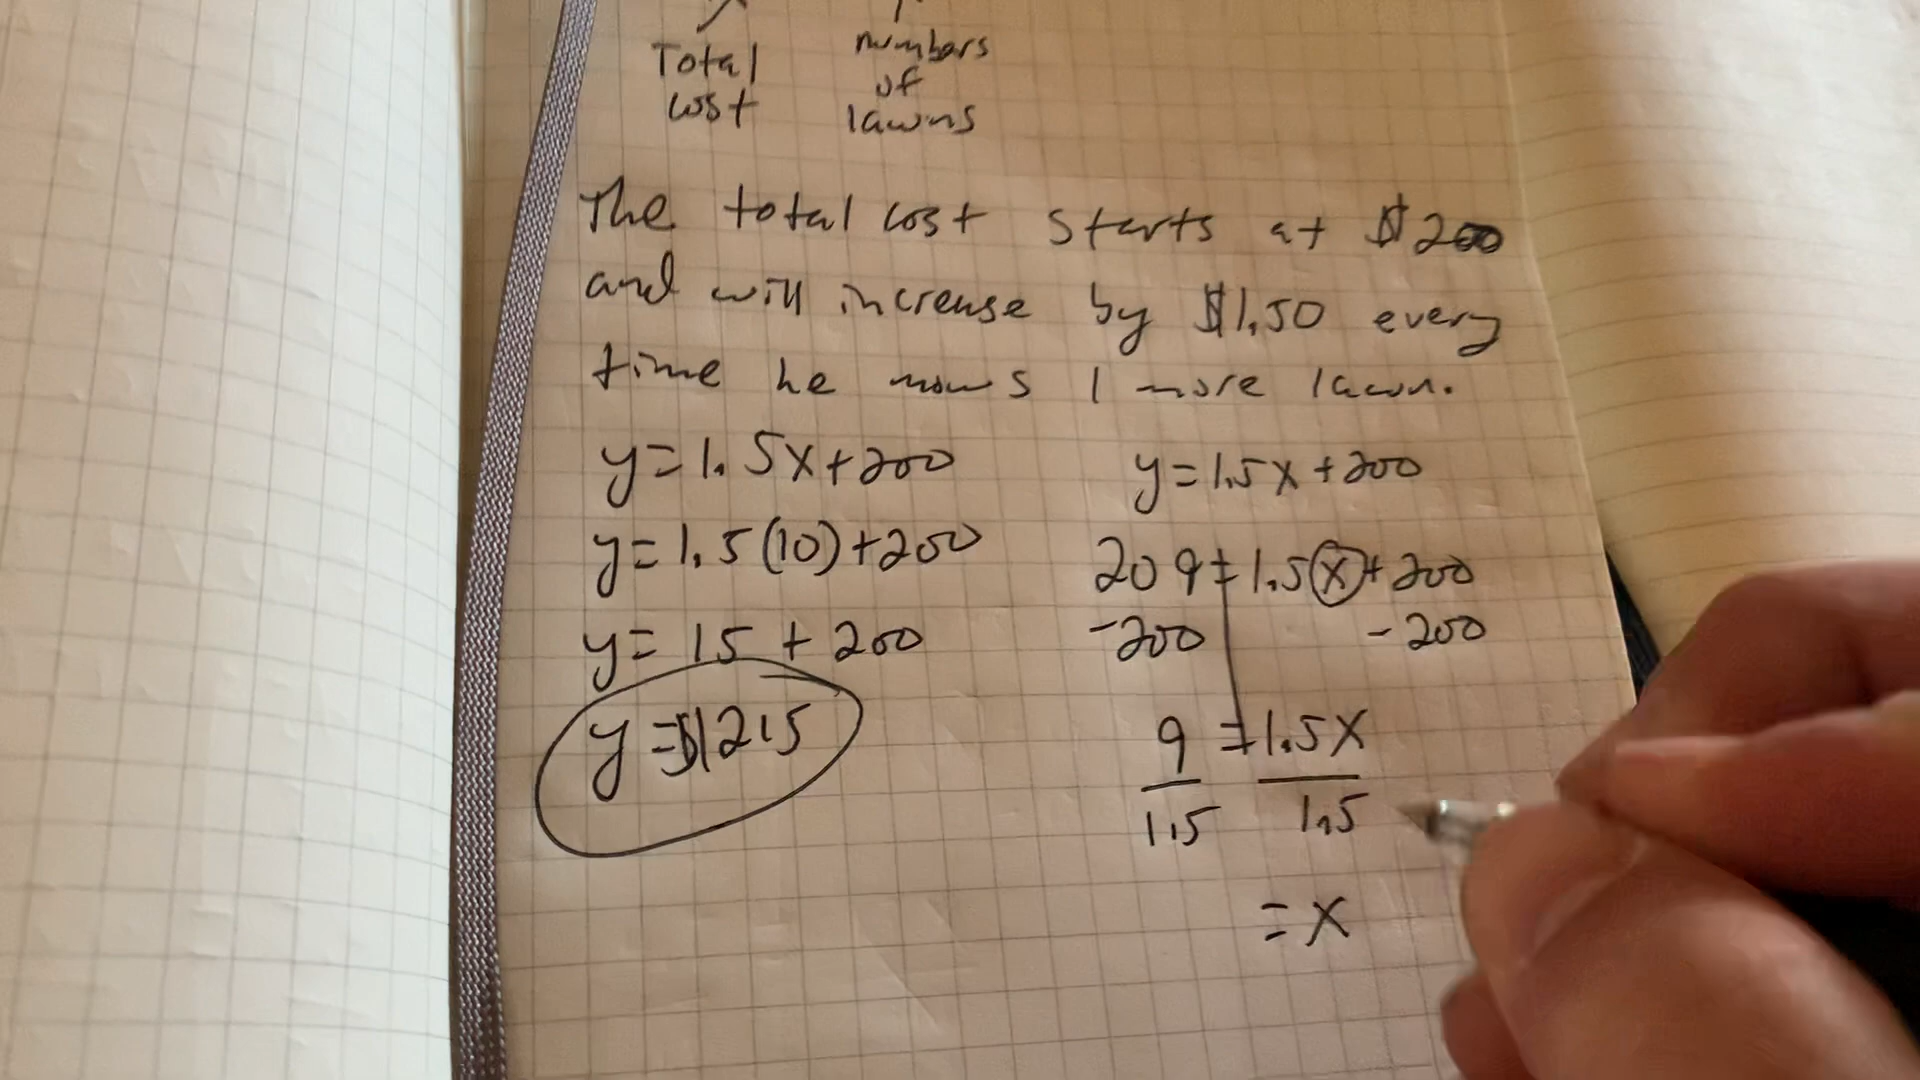 Total
cost
numbers
of
lawns
The total cost starts at $200
and will increase by $1.50 every
time he mows 1 more lawn.
y=1.5x+200
y=1.5(10)+200
y=15+200
y=$215
y=1.5x+200
209=1.5(x)+200
-200 -200
9=1.5x
1.5 1.5
=x